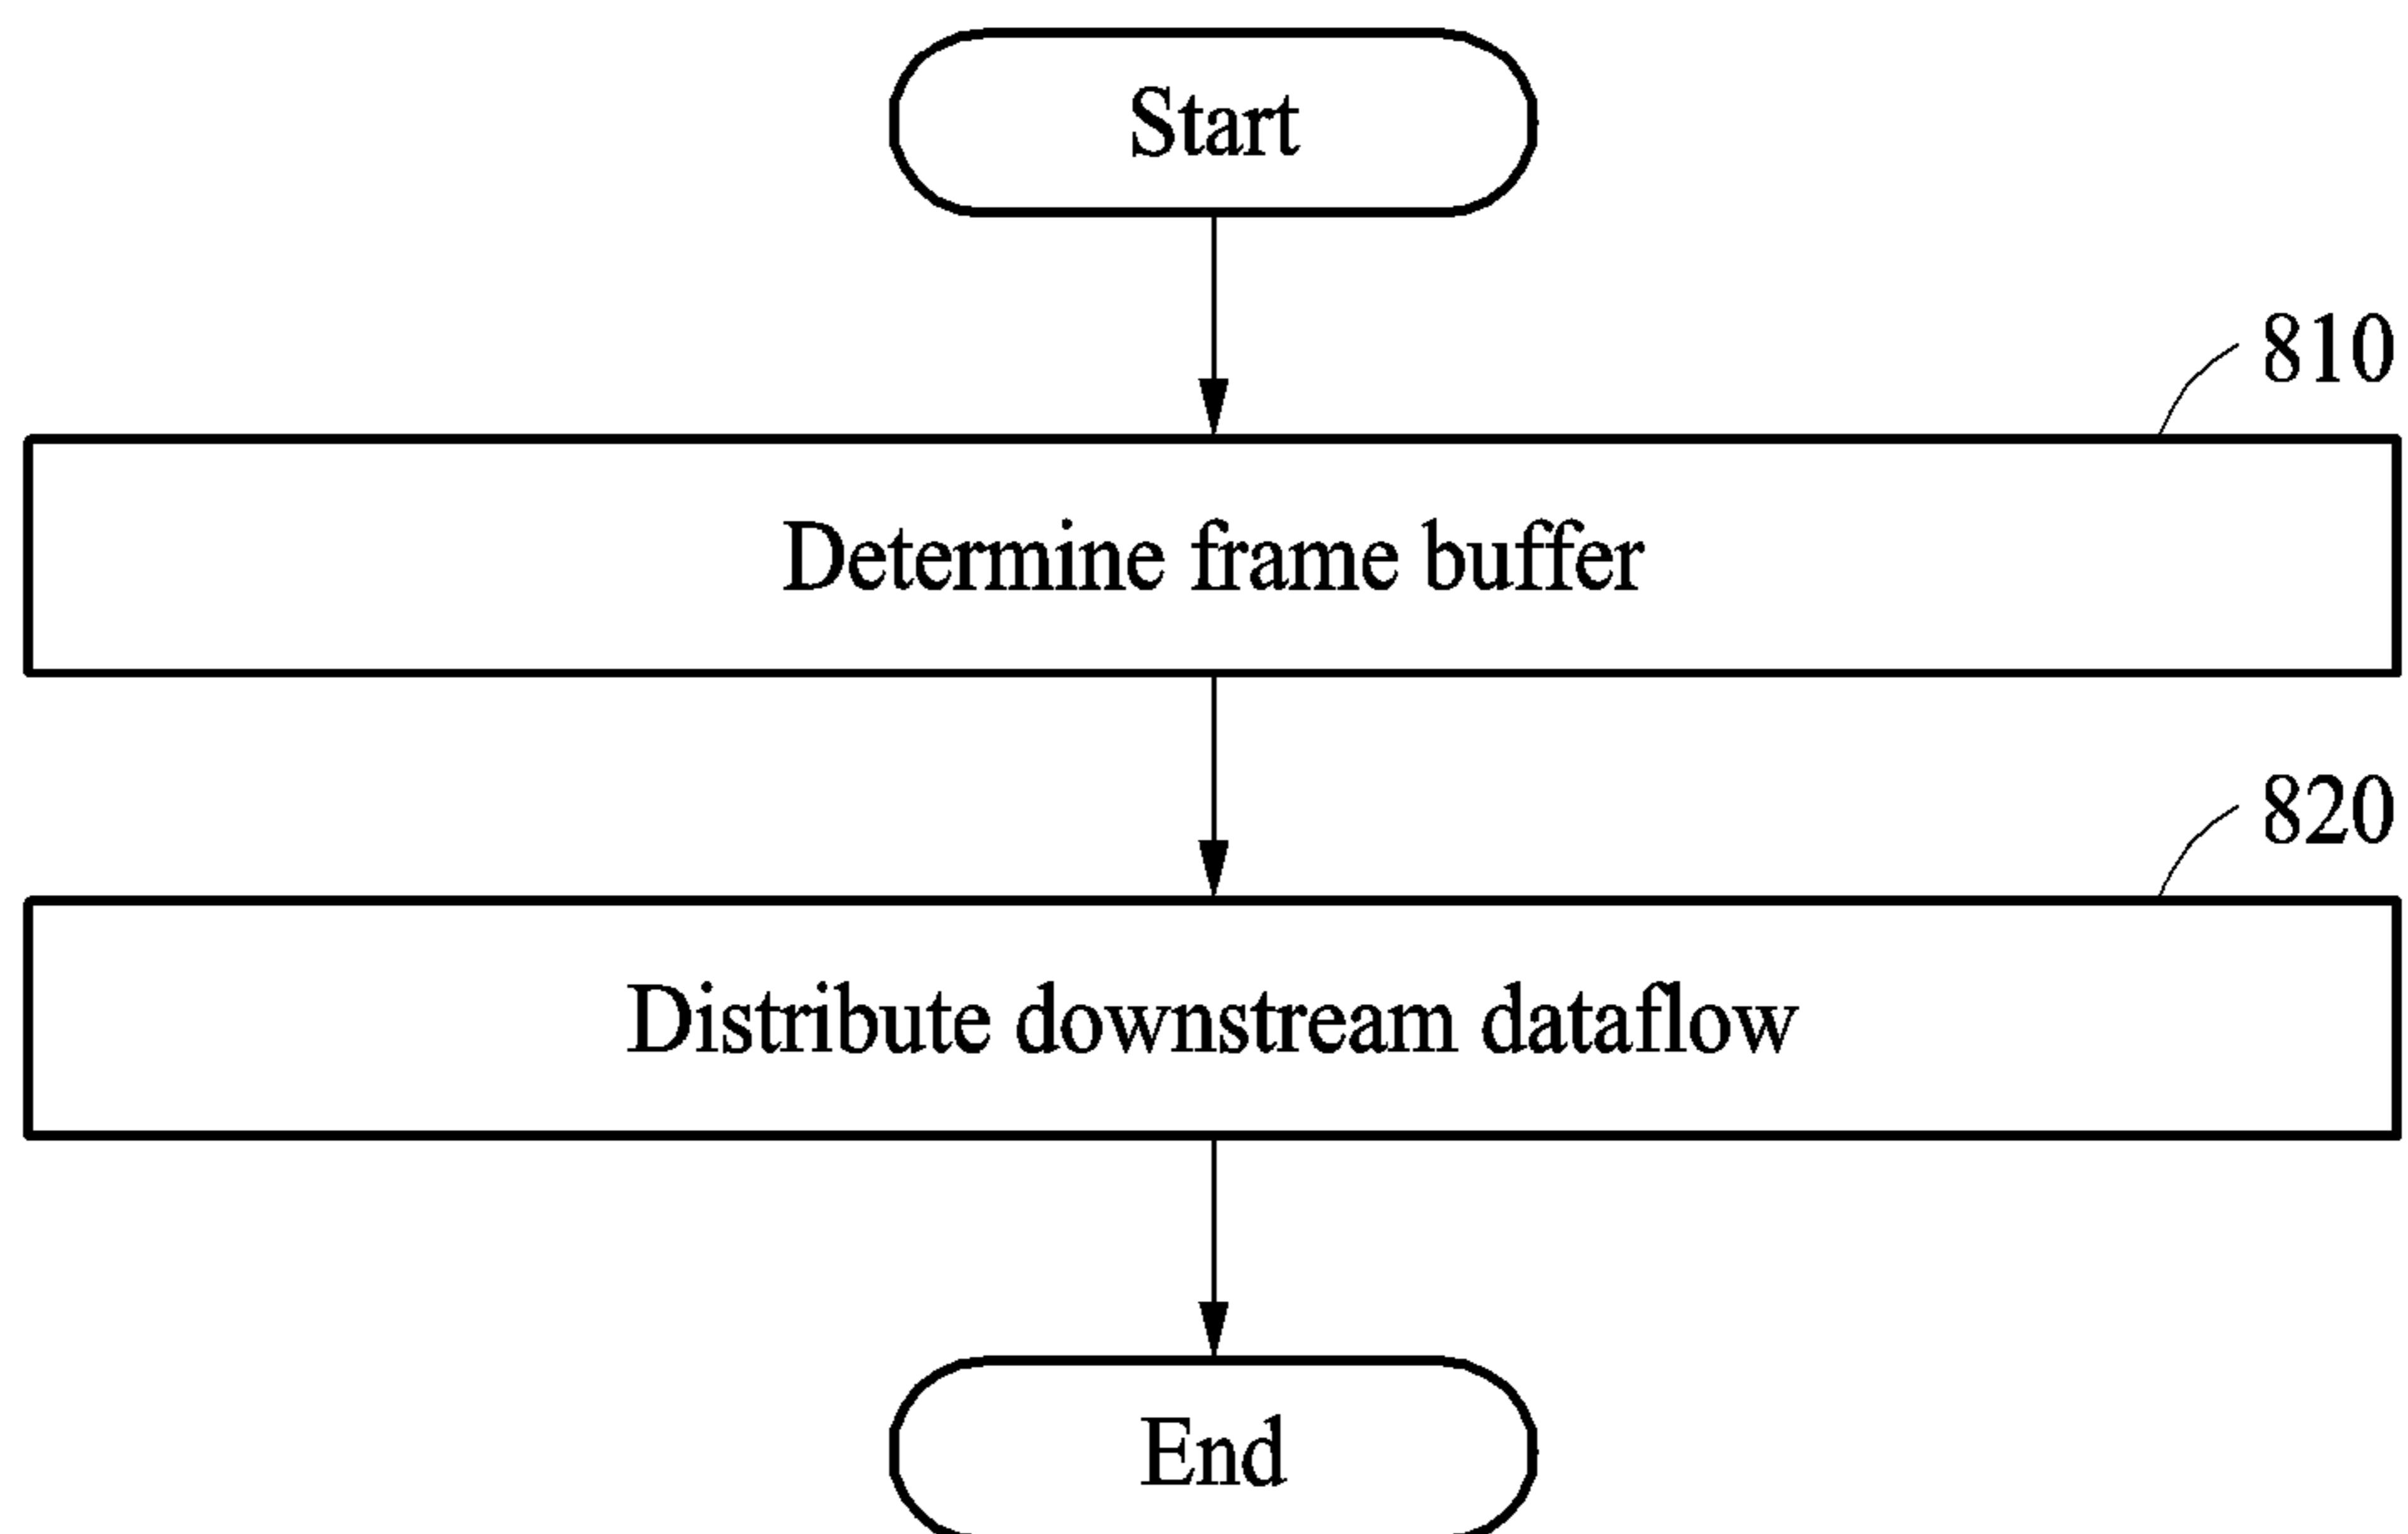 Start
810
Determine frame buffer
820
Distribute downstream dataflow
End